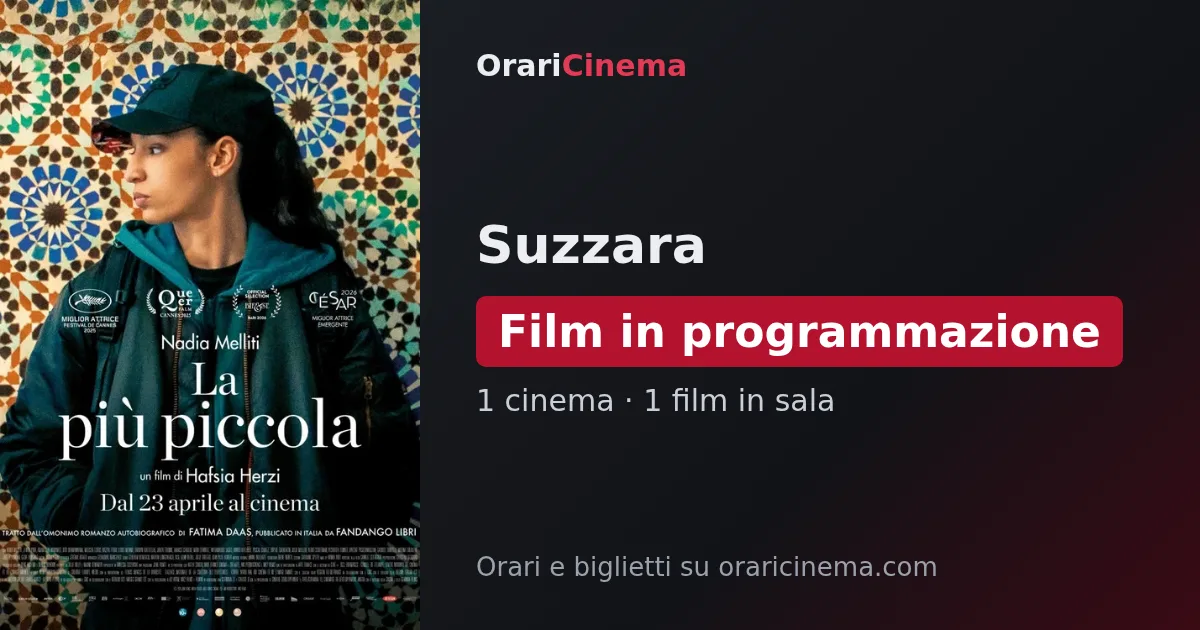 MIGLIOR ATTRICE
FESTIVAL DE CANNES
2025
Queer
FILM
OFFICIAL
SELECTION
CÉSAR 2026
MIGLIOR ATTRICE
EMERGENTE
Nadia Melliti
La
più piccola
un film di Hafsia Herzi
Dal 23 aprile al cinema
TRATTO DALL'OMONIMO ROMANZO AUTOBIOGRAFICO DI FATIMA DAAS, PUBBLICATO IN ITALIA DA FANDANGO LIBRI
OrariCinema
Suzzara
Film in programmazione
1 cinema · 1 film in sala
Orari e biglietti su oraricinema.com